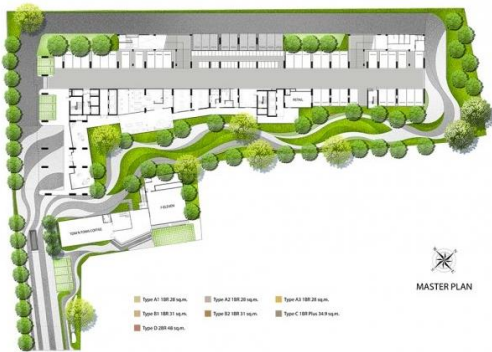 RETAIL
MASTER PLAN
Type A1 1BR 28 sq.m.
Type A2 1BR 28 sq.m.
Type A3 1BR 28 sq.m.
Type B1 1BR 31 sq.m.
Type B2 1BR 31 sq.m.
Type C 1BR Plus 34.9 sq.m.
Type D 2BR 48 sq.m.